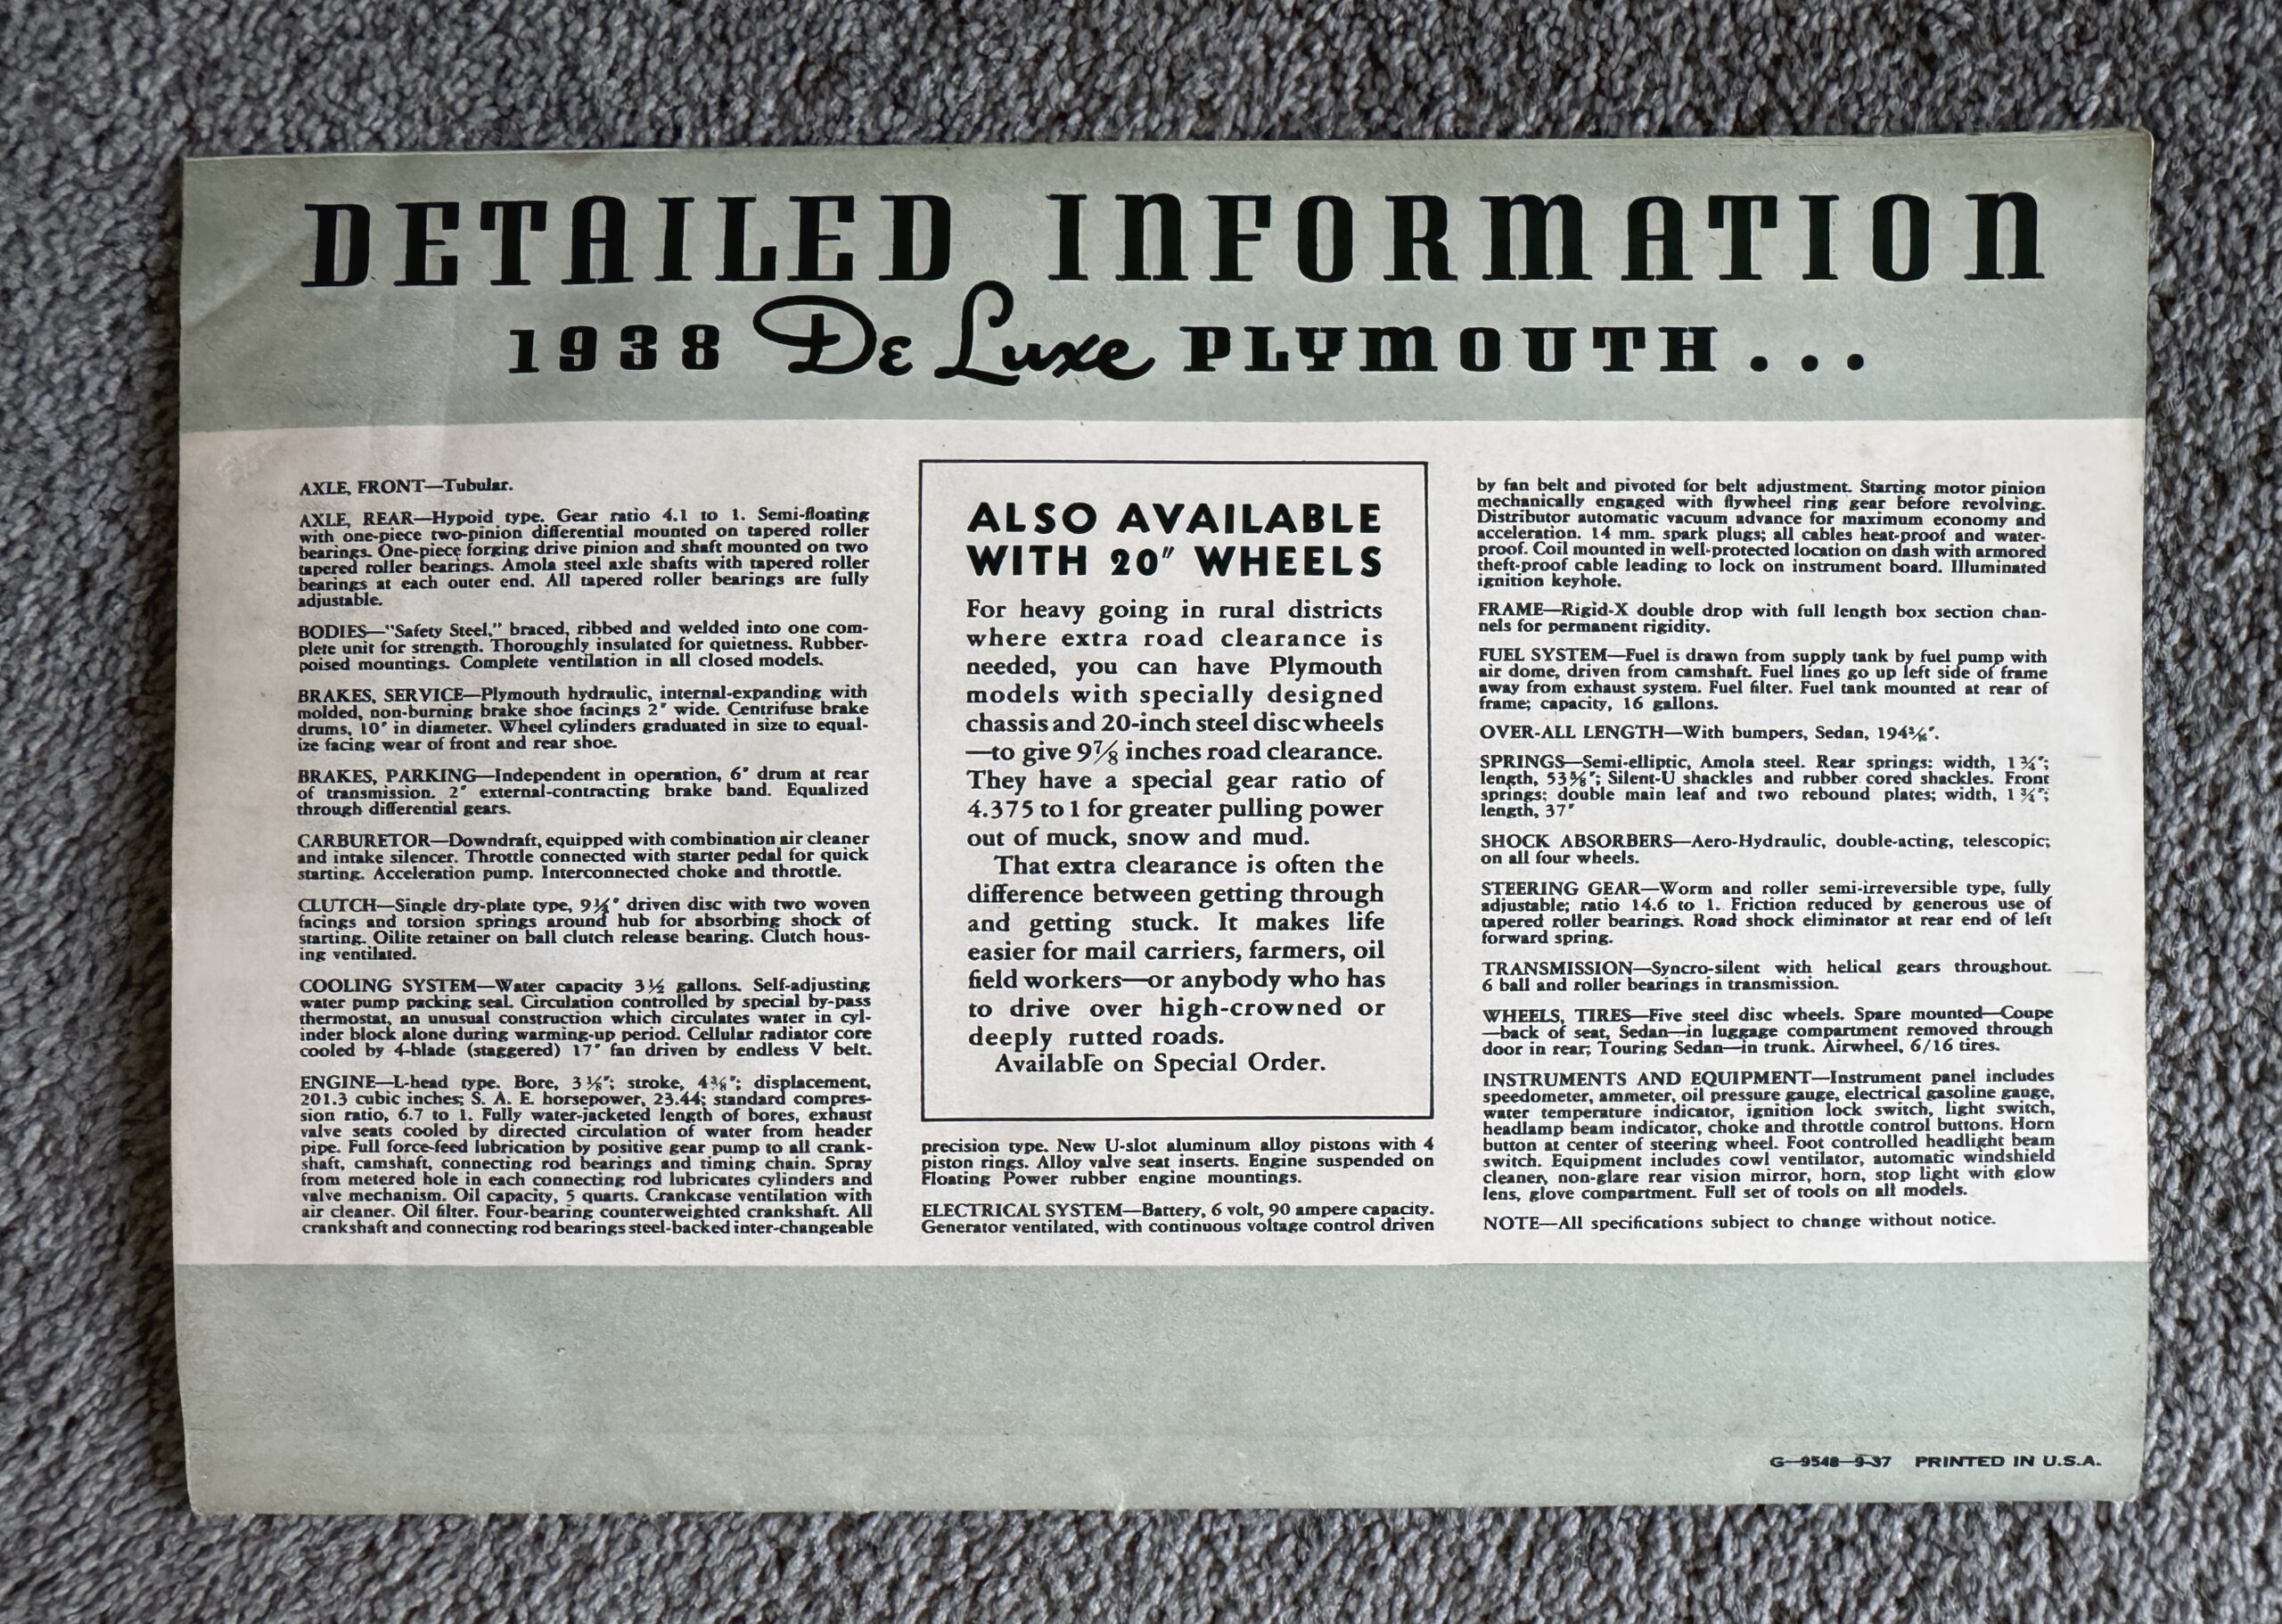 DETAILED INFORMATION
1938 De Luxe PLYMOUTH...
AXLE, FRONT—Tubular.
AXLE, REAR—Hypoid type. Gear ratio 4.1 to 1. Semi-floating
with one-piece two-pinion differential mounted on tapered roller
bearings. One-piece forging drive pinion and shaft mounted on two
tapered roller bearings. Amola steel axle shafts with tapered roller
bearings at each outer end. All tapered roller bearings are fully
adjustable.
BODIES—"Safety Steel," braced, ribbed and welded into one com-
plete unit for strength. Thoroughly insulated for quietness. Rubber-
poised mountings. Complete ventilation in all closed models.
BRAKES, SERVICE—Plymouth hydraulic, internal-expanding with
molded, non-burning brake shoe facings 2" wide. Centrifuse brake
drums, 10" in diameter. Wheel cylinders graduated in size to equal-
ize facing wear of front and rear shoe.
BRAKES, PARKING—Independent in operation, 6" drum at rear
of transmission. 2" external-contracting brake band. Equalized
through differential gears.
CARBURETOR—Downdraft, equipped with combination air cleaner
and intake silencer. Throttle connected with starter pedal for quick
starting. Acceleration pump. Interconnected choke and throttle.
CLUTCH—Single dry-plate type, driven disc with two woven
facings and torsion springs around hub for absorbing shock of
starting. Oilite retainer on ball clutch release bearing. Clutch hous-
ing ventilated.
COOLING SYSTEM—Water capacity 3½ gallons. Self-adjusting
water pump packing seal. Circulation controlled by special by-pass
thermostat, an unusual construction which circulates water in cyl-
inder block alone during warming-up period. Cellular radiator core
cooled by 4-blade (staggered) 17" fan driven by endless V belt.
ENGINE—L-head type. Bore, 3⅛"; stroke, 4⅜"; displacement,
201.3 cubic inches; S. A. E. horsepower, 23.44; standard compres-
sion ratio, 6.7 to 1. Fully water-jacketed length of bores, exhaust
valve seats cooled by directed circulation of water from header
pipe. Full force-feed lubrication by positive gear pump to all crank-
shaft, camshaft, connecting rod bearings and timing chain. Spray
from metered hole in each connecting rod lubricates cylinders and
valve mechanism. Oil capacity, 5 quarts. Crankcase ventilation with
air cleaner. Oil filter. Four-bearing counterweighted crankshaft. All
crankshaft and connecting rod bearings steel-backed inter-changeable
ALSO AVAILABLE
WITH 20" WHEELS
For heavy going in rural districts
where extra road clearance is
needed, you can have Plymouth
models with specially designed
chassis and 20-inch steel disc wheels
—to give 9⅞ inches road clearance.
They have a special gear ratio of
4.375 to 1 for greater pulling power
out of muck, snow and mud.
That extra clearance is often the
difference between getting through
and getting stuck. It makes life
easier for mail carriers, farmers, oil
field workers—or anybody who has
to drive over high-crowned or
deeply rutted roads.
Available on Special Order.
precision type. New U-slot aluminum alloy pistons with 4
piston rings. Alloy valve seat inserts. Engine suspended on
Floating Power rubber engine mountings.
ELECTRICAL SYSTEM—Battery, 6 volt, 90 ampere capacity.
Generator ventilated, with continuous voltage control driven
by fan belt and pivoted for belt adjustment. Starting motor pinion
mechanically engaged with flywheel ring gear before revolving.
Distributor automatic vacuum advance for maximum economy and
acceleration. 14 mm. spark plugs; all cables heat-proof and water-
proof. Coil mounted in well-protected location on dash with armored
theft-proof cable leading to lock on instrument board. Illuminated
ignition keyhole.
FRAME—Rigid-X double drop with full length box section chan-
nels for permanent rigidity.
FUEL SYSTEM—Fuel is drawn from supply tank by fuel pump with
air dome, driven from camshaft. Fuel lines go up left side of frame
away from exhaust system. Fuel filter. Fuel tank mounted at rear of
frame; capacity, 16 gallons.
OVER-ALL LENGTH—With bumpers, Sedan,
SPRINGS—Semi-elliptic, Amola steel. Rear springs: width, 1¾";
length, 53⅝"; Silent-U shackles and rubber cored shackles. Front
springs; double main leaf and two rebound plates; width, 1¾";
length, 37"
SHOCK ABSORBERS—Aero-Hydraulic, double-acting, telescopic;
on all four wheels.
STEERING GEAR—Worm and roller semi-irreversible type, fully
adjustable; ratio 14.6 to 1. Friction reduced by generous use of
tapered roller bearings. Road shock eliminator at rear end of left
forward spring.
TRANSMISSION—Syncro-silent with helical gears throughout.
6 ball and roller bearings in transmission.
WHEELS, TIRES—Five steel disc wheels. Spare mounted—Coupe
—back of seat, Sedan—in luggage compartment removed through
door in rear; Touring Sedan—in trunk. Airwheel, 6/16 tires.
INSTRUMENTS AND EQUIPMENT—Instrument panel includes
speedometer, ammeter, oil pressure gauge, electrical gasoline gauge,
water temperature indicator, ignition lock switch, light switch,
headlamp beam indicator, choke and throttle control buttons. Horn
button at center of steering wheel. Foot controlled headlight beam
switch. Equipment includes cowl ventilator, automatic windshield
cleaner, non-glare rear vision mirror, horn, stop light with glow
lens, glove compartment. Full set of tools on all models.
NOTE—All specifications subject to change without notice.
G—9548—9-37 PRINTED IN U.S.A.